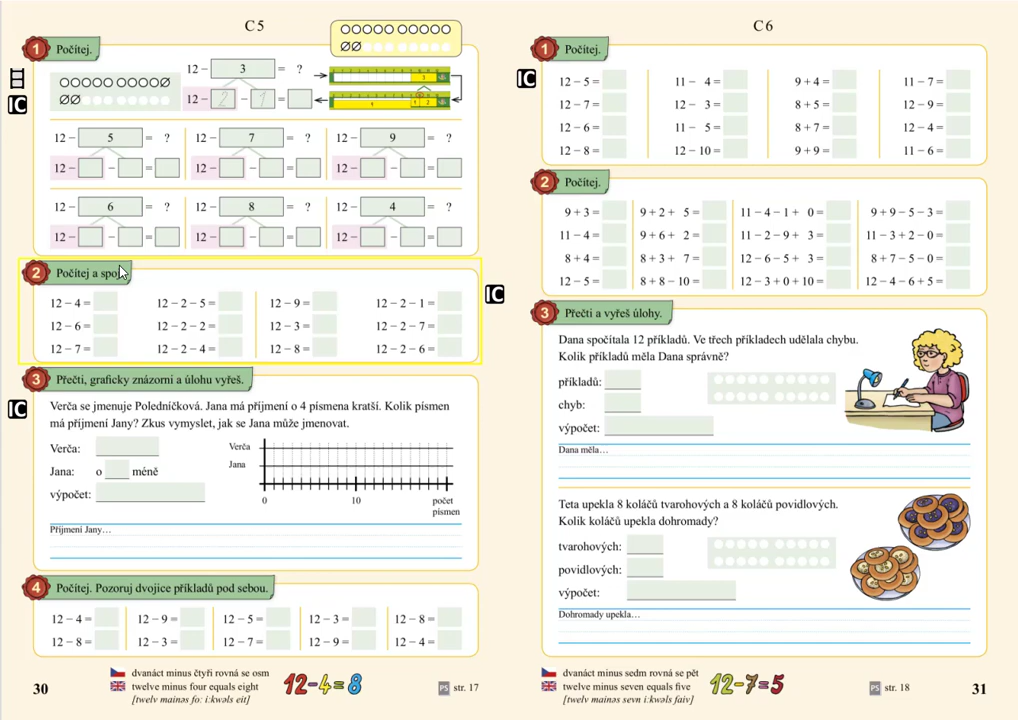 C 5
1 Počítej.
12 – 3 = ?
12 – 2 – 1 =
12 – 5 = ? 12 – 7 = ? 12 – 9 = ?
12 – – = 12 – – = 12 – – =
12 – 6 = ? 12 – 8 = ? 12 – 4 = ?
12 – – = 12 – – = 12 – – =
2 Počítej a spoj.
12 – 4 = 12 – 2 – 5 = 12 – 9 = 12 – 2 – 1 =
12 – 6 = 12 – 2 – 2 = 12 – 3 = 12 – 2 – 7 =
12 – 7 = 12 – 2 – 4 = 12 – 8 = 12 – 2 – 6 =
3 Přečti, graficky znázorni a úlohu vyřeš.
Verča se jmenuje Poledníčková. Jana má příjmení o 4 písmena kratší. Kolik písmen
má příjmení Jany? Zkus vymyslet, jak se Jana může jmenovat.
Verča:
Jana: o méně
výpočet:
Verča
Jana
0 10 počet
písmen
Příjmení Jany…
4 Počítej. Pozoruj dvojice příkladů pod sebou.
12 – 4 = 12 – 9 = 12 – 5 = 12 – 3 = 12 – 8 =
12 – 8 = 12 – 3 = 12 – 7 = 12 – 9 = 12 – 4 =
30
dvanáct minus čtyři rovná se osm
twelve minus four equals eight
[twelv mainəs fo: i:kwəls eit]
12–4=8
PS str. 17
C 6
1 Počítej.
12 – 5 = 11 – 4 = 9 + 4 = 11 – 7 =
12 – 7 = 12 – 3 = 8 + 5 = 12 – 9 =
12 – 6 = 11 – 5 = 8 + 7 = 12 – 4 =
12 – 8 = 12 – 10 = 9 + 9 = 11 – 6 =
2 Počítej.
9 + 3 = 9 + 2 + 5 = 11 – 4 – 1 + 0 = 9 + 9 – 5 – 3 =
11 – 4 = 9 + 6 + 2 = 11 – 2 – 9 + 3 = 11 – 3 + 2 – 0 =
8 + 4 = 8 + 3 + 7 = 12 – 6 – 5 + 3 = 8 + 7 – 5 – 0 =
12 – 5 = 8 + 8 – 10 = 12 – 3 + 0 + 10 = 12 – 4 – 6 + 5 =
3 Přečti a vyřeš úlohy.
Dana spočítala 12 příkladů. Ve třech příkladech udělala chybu.
Kolik příkladů měla Dana správně?
příkladů:
chyb:
výpočet:
Dana měla…
Teta upekla 8 koláčů tvarohových a 8 koláčů povidlových.
Kolik koláčů upekla dohromady?
tvarohových:
povidlových:
výpočet:
Dohromady upekla…
dvanáct minus sedm rovná se pět
twelve minus seven equals five
[twelv mainəs sevn i:kwəls faiv]
12–7=5
PS str. 18
31